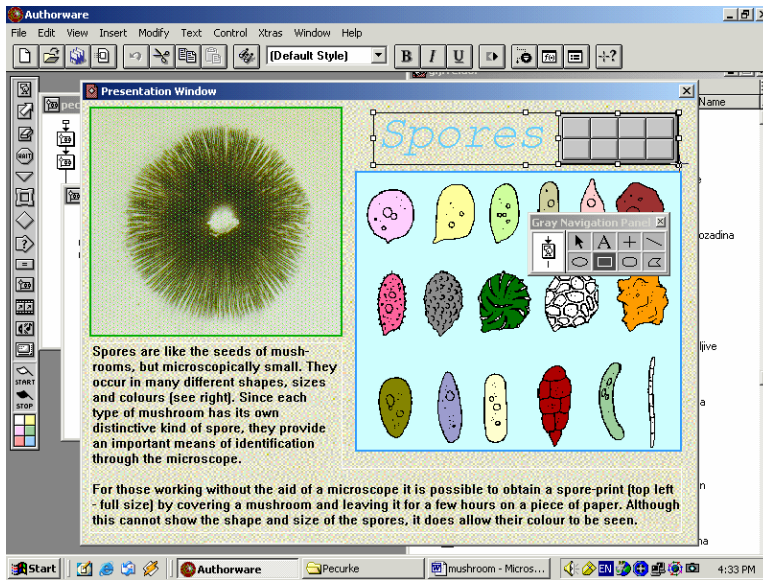 Authorware
File Edit View Insert Modify Text Control Xtras Window Help
(Default Style)
B I U
Presentation Window
Name
Spores
Gray Navigation Panel
A
WAIT
START
STOP
ozadina
ljive
a
n
na
Spores are like the seeds of mush-
rooms, but microscopically small. They
occur in many different shapes, sizes
and colours (see right). Since each
type of mushroom has its own
distinctive kind of spore, they provide
an important means of identification
through the microscope.
For those working without the aid of a microscope it is possible to obtain a spore-print (top left
- full size) by covering a mushroom and leaving it for a few hours on a piece of paper. Although
this cannot show the shape and size of the spores, it does allow their colour to be seen.
Start
Authorware
Pecurke
mushroom - Micros...
EN
4:33 PM